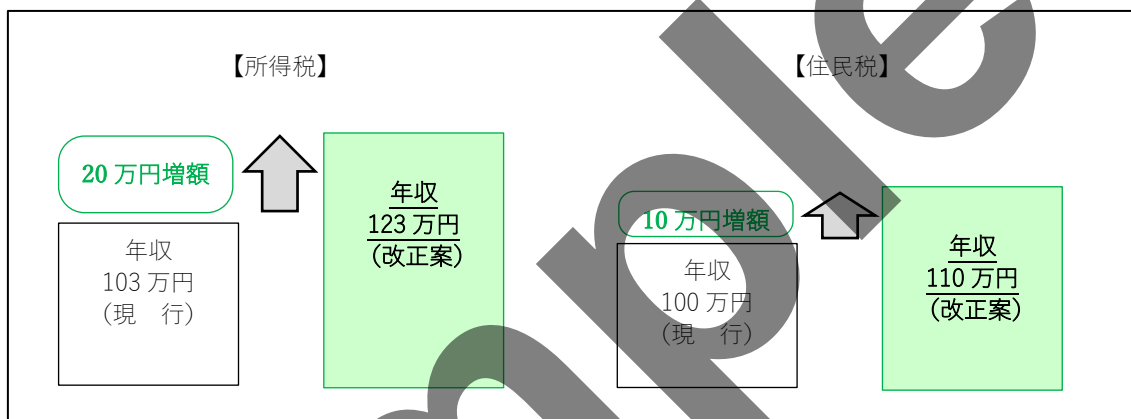 【所得税】
【住民税】
20 万円増額
年収
103 万円
(現　行)
年収
123 万円
(改正案)
10 万円増額
年収
100 万円
(現　行)
年収
110 万円
(改正案)
mple